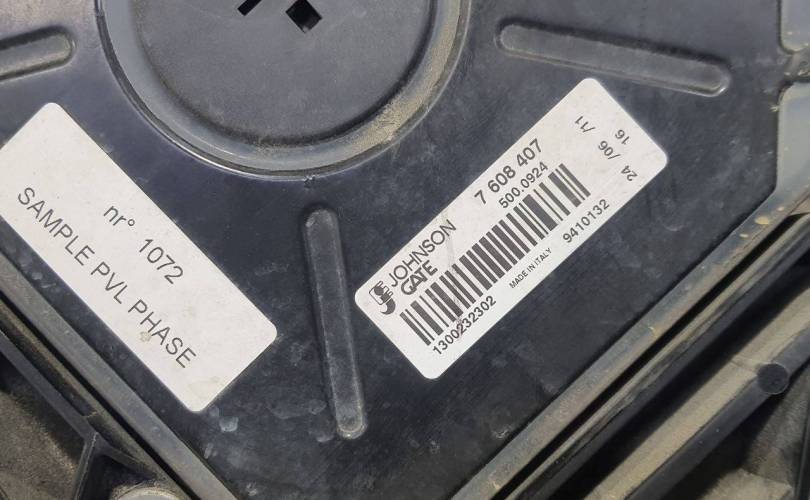 nr° 1072
SAMPLE PVL PHASE
JOHNSON
GATE
7 608 407
500.0924
1300232302
MADE IN ITALY
9410132
24 /06 /11
16